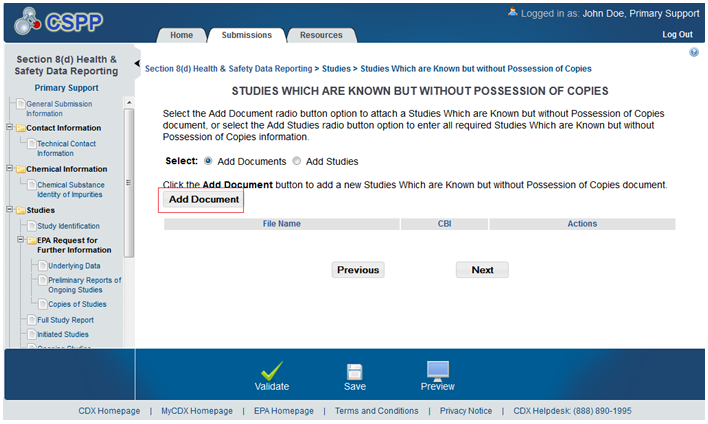 CSPP
Logged in as: John Doe, Primary Support
Home
Submissions
Resources
Log Out
Section 8(d) Health &
Safety Data Reporting
Primary Support
General Submission
Information
Contact Information
Technical Contact
Information
Chemical Information
Chemical Substance
Identity of Impurities
Studies
Study Identification
EPA Request for
Further Information
Underlying Data
Preliminary Reports of
Ongoing Studies
Copies of Studies
Full Study Report
Initiated Studies
Ongoing Studies
Section 8(d) Health & Safety Data Reporting > Studies > Studies Which are Known but without Possession of Copies
STUDIES WHICH ARE KNOWN BUT WITHOUT POSSESSION OF COPIES
Select the Add Document radio button option to attach a Studies Which are Known but without Possession of Copies
document, or select the Add Studies radio button option to enter all required Studies Which are Known but without
Possession of Copies information.
Select: Add Documents Add Studies
Click the Add Document button to add a new Studies Which are Known but without Possession of Copies document.
Add Document
File Name CBI Actions
Previous Next
Validate Save Preview
CDX Homepage | MyCDX Homepage | EPA Homepage | Terms and Conditions | Privacy Notice | CDX Helpdesk: (888) 890-1995